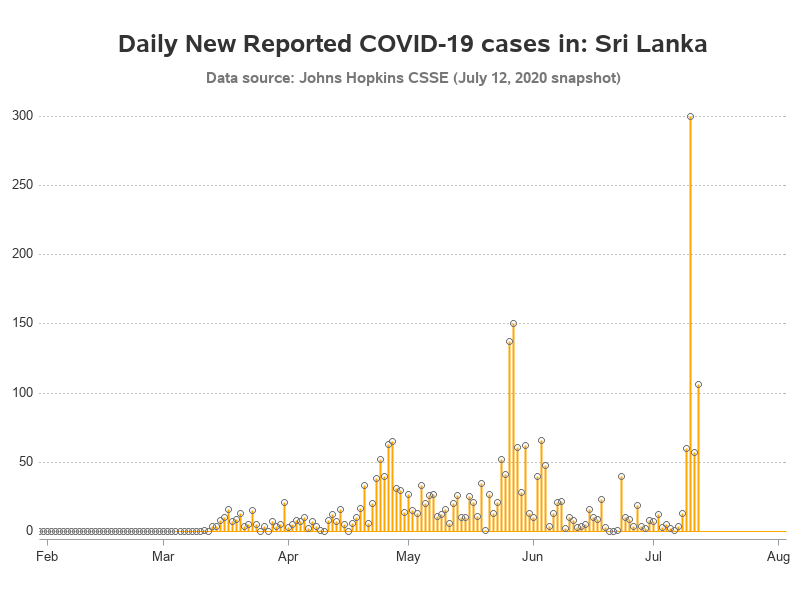 Daily New Reported COVID-19 cases in: Sri Lanka
Data source: Johns Hopkins CSSE (July 12, 2020 snapshot)
300
250
200
150
100
50
0
Feb Mar Apr May Jun Jul Aug